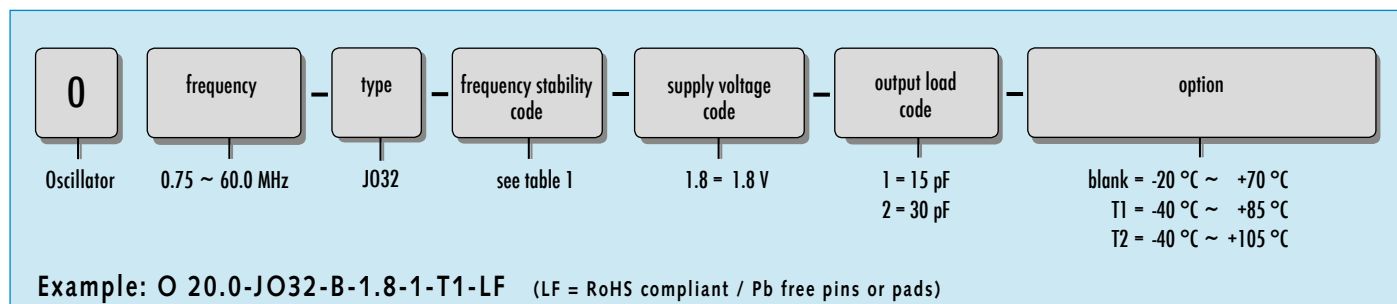 O
frequency
–
type
–
frequency stability
code
–
supply voltage
code
–
output load
code
–
option
Oscillator
0.75 ~ 60.0 MHz
JO32
see table 1
1.8 = 1.8 V
1 = 15 pF
2 = 30 pF
blank = -20 °C ~ +70 °C
T1 = -40 °C ~ +85 °C
T2 = -40 °C ~ +105 °C
Example: O 20.0-JO32-B-1.8-1-T1-LF (LF = RoHS compliant / Pb free pins or pads)